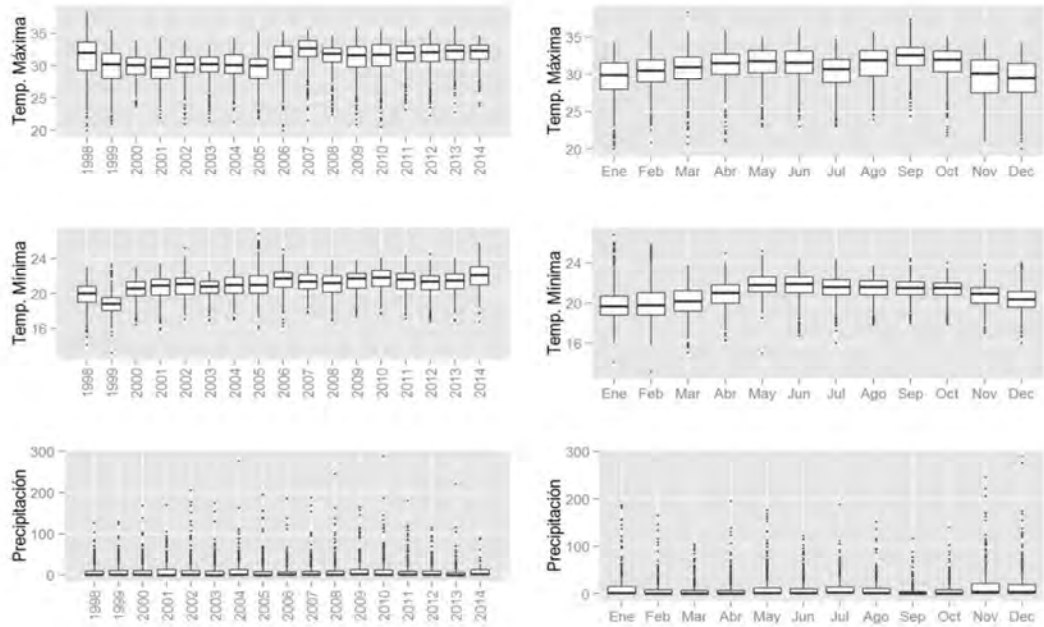 Temp. Máxima
35
30
25
20
1998 1999 2000 2001 2002 2003 2004 2005 2006 2007 2008 2009 2010 2011 2012 2013 2014
Temp. Máxima
35
30
25
20
Ene Feb Mar Abr May Jun Jul Ago Sep Oct Nov Dec
Temp. Mínima
24
20
16
1998 1999 2000 2001 2002 2003 2004 2005 2006 2007 2008 2009 2010 2011 2012 2013 2014
Temp. Mínima
24
20
16
Ene Feb Mar Abr May Jun Jul Ago Sep Oct Nov Dec
Precipitación
300
200
100
0
1998 1999 2000 2001 2002 2003 2004 2005 2006 2007 2008 2009 2010 2011 2012 2013 2014
Precipitación
300
200
100
0
Ene Feb Mar Abr May Jun Jul Ago Sep Oct Nov Dec